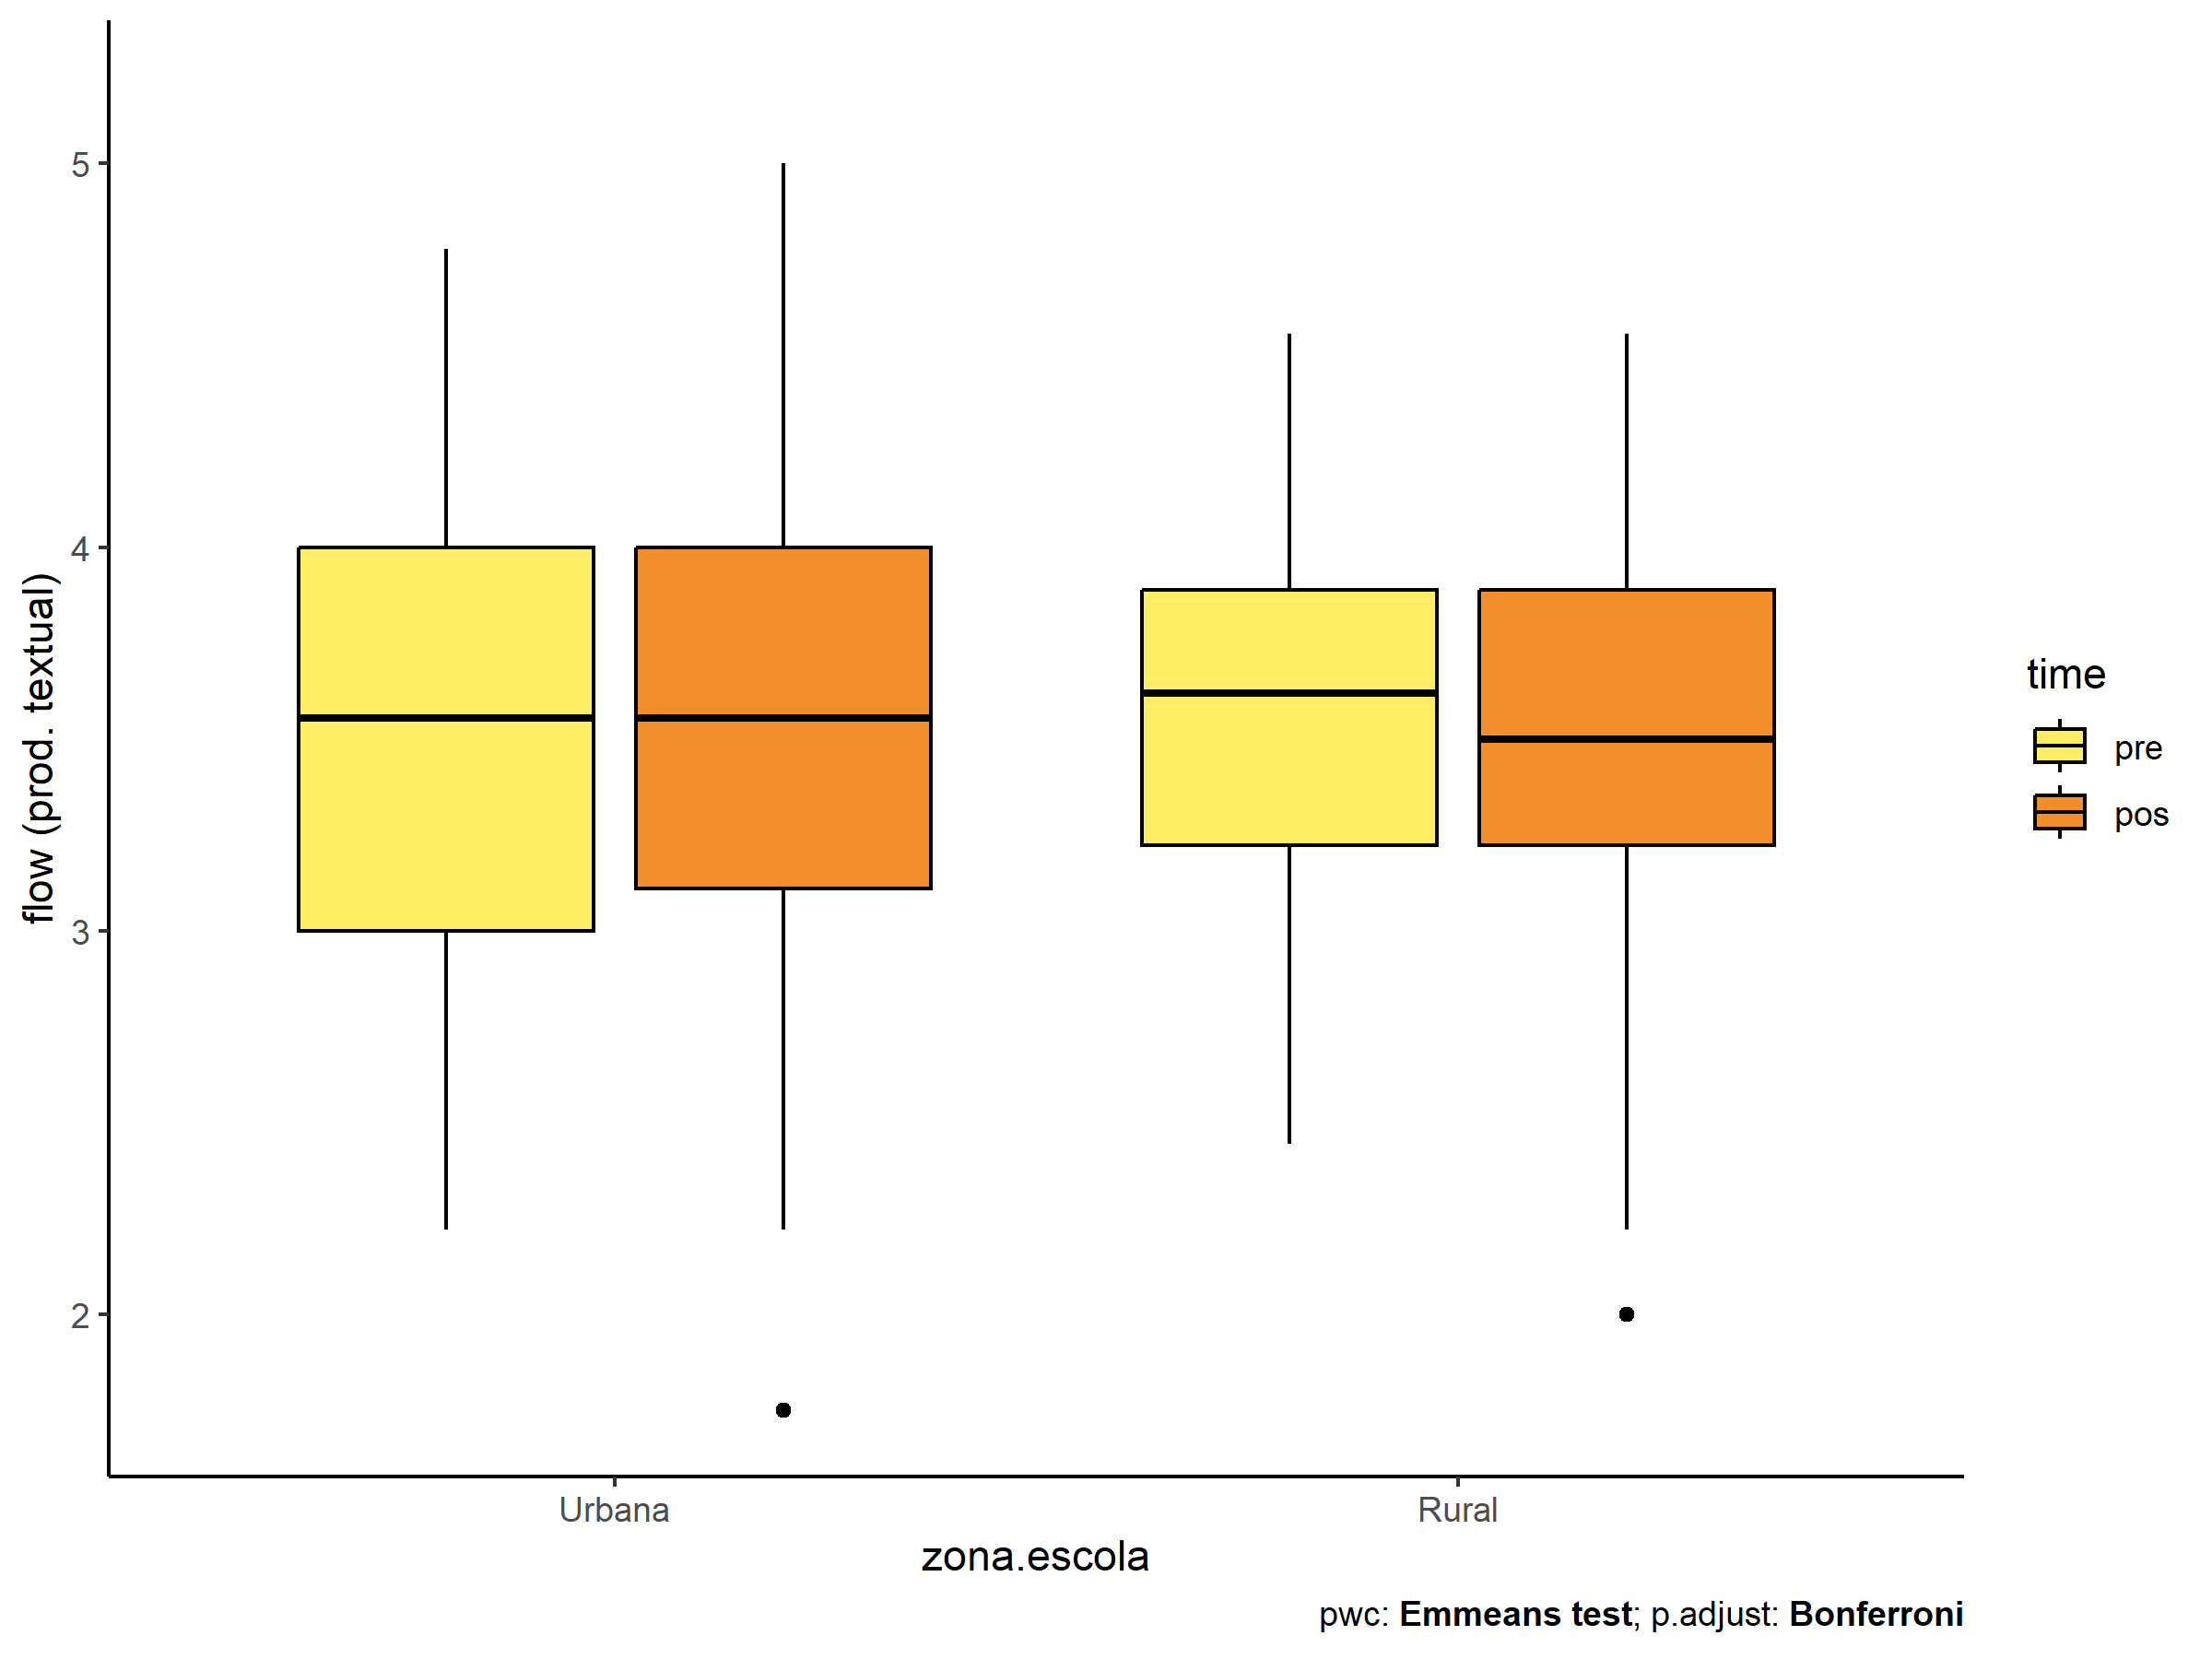 flow (prod. textual)
5
4
3
2
Urbana
Rural
zona.escola
time
pre
pos
pwc: Emmeans test; p.adjust: Bonferroni